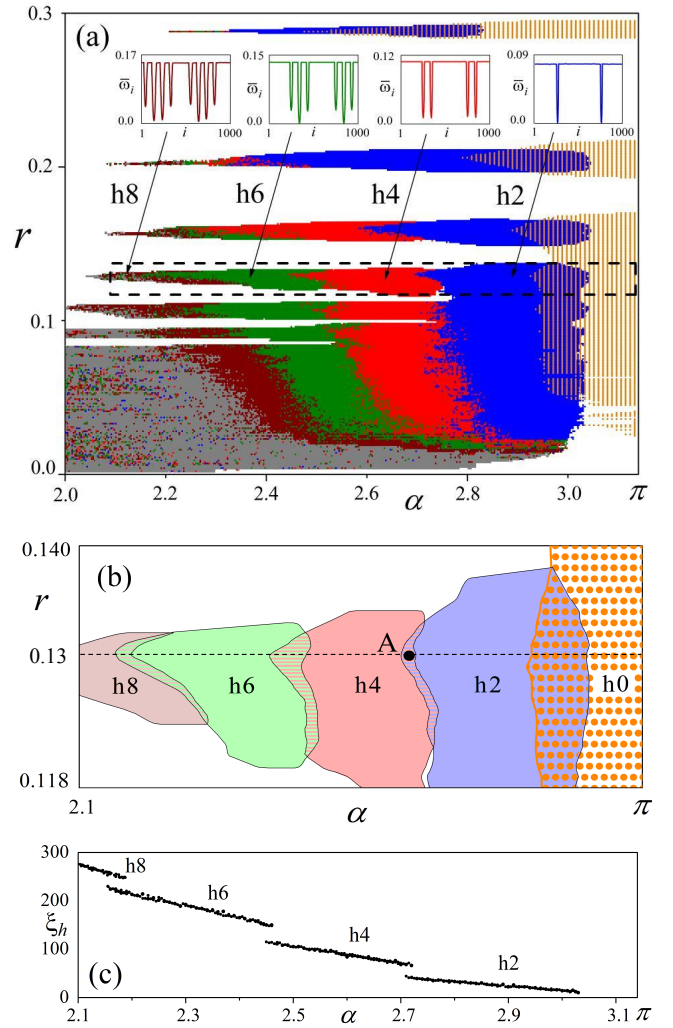 0.3
(a)
0.17
ω̄i
0.0
1 i 1000
0.15
ω̄i
0.0
1 i 1000
0.12
ω̄i
0.0
1 i 1000
0.09
ω̄i
0.0
1 i 1000
0.2
h8 h6 h4 h2
r
0.1
0.0
2.0 2.2 2.4 2.6 2.8 3.0 π
α
0.140
(b)
r
A
0.13
h8 h6 h4 h2 h0
0.118
2.1 α π
300
h8
200
h6
ξh
h4
100
h2
(c)
0
2.1 2.3 2.5 α 2.7 2.9 3.1 π